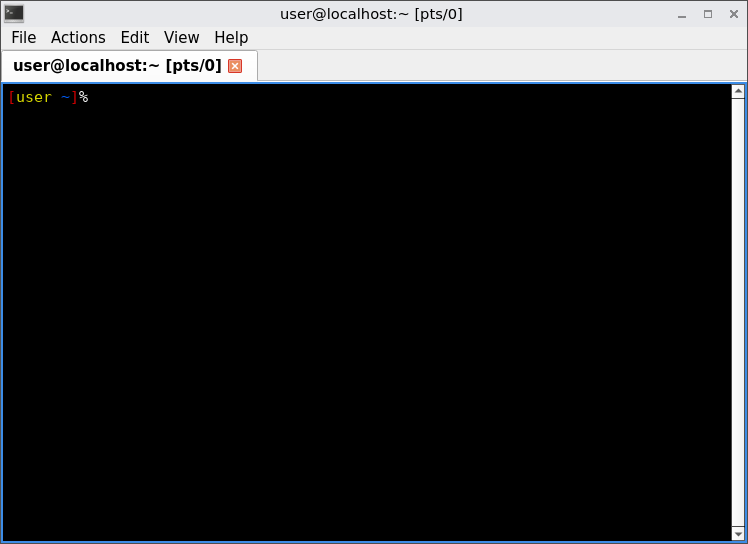 user@localhost:~ [pts/0]
File Actions Edit View Help
user@localhost:~ [pts/0]
[user ~]%